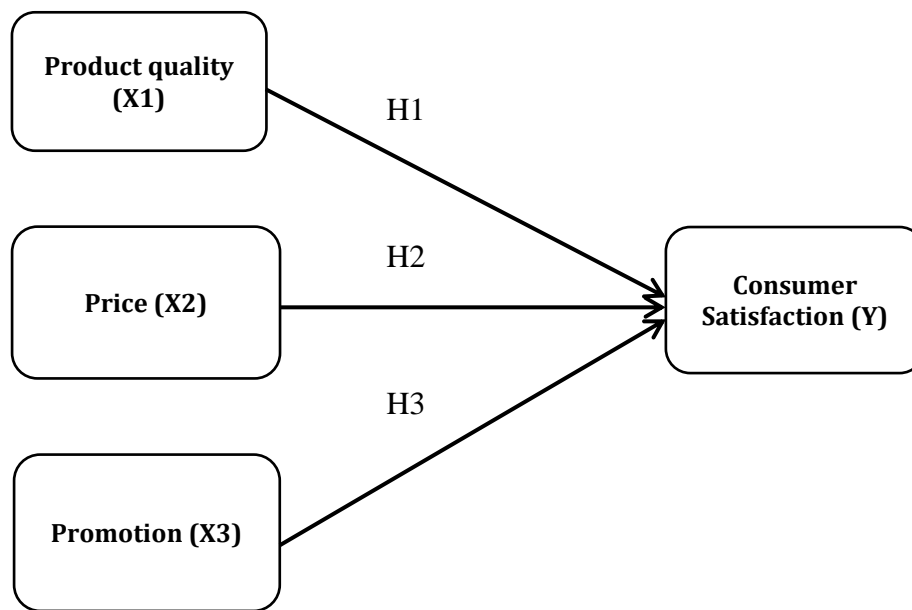 Product quality
(X1)
H1
Price (X2)
H2
Consumer
Satisfaction (Y)
H3
Promotion (X3)